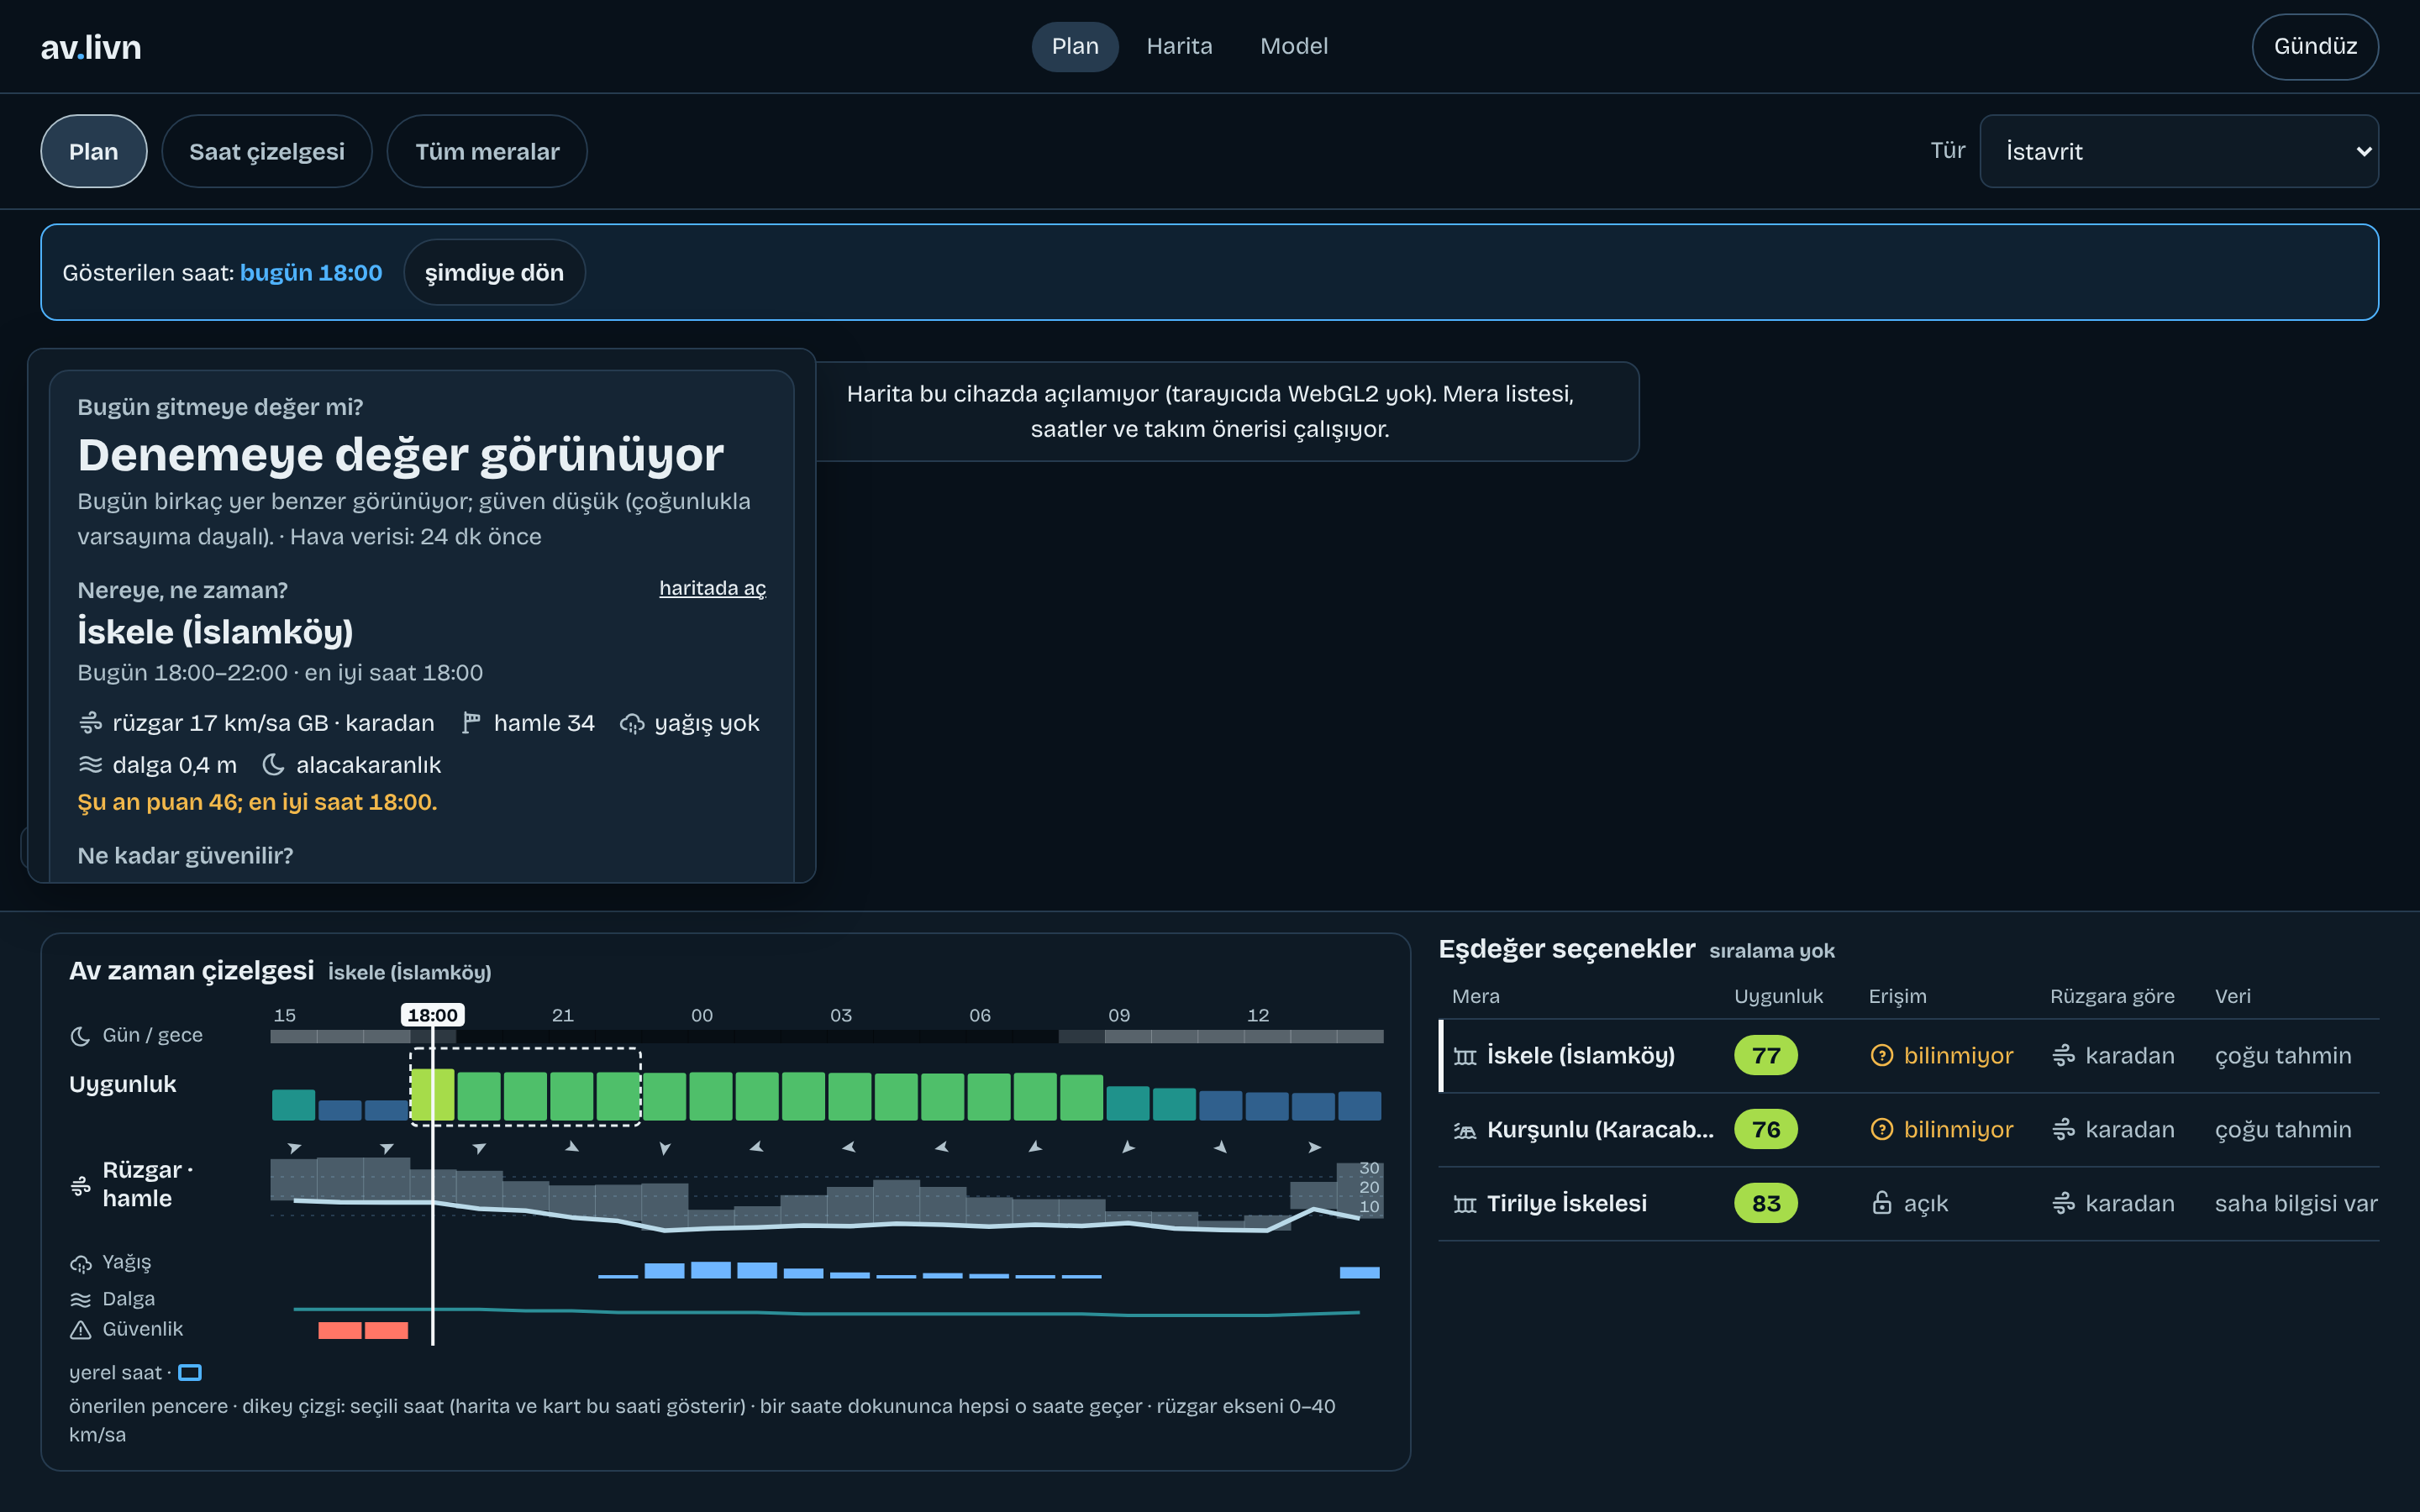 av.livn
Plan
Harita
Model
Gündüz
Plan
Saat çizelgesi
Tüm meralar
Tür
İstavrit
Gösterilen saat: bugün 18:00
şimdiye dön
Bugün gitmeye değer mi?
Denemeye değer görünüyor
Bugün birkaç yer benzer görünüyor; güven düşük (çoğunlukla
varsayıma dayalı). · Hava verisi: 24 dk önce
Nereye, ne zaman?
haritada aç
İskele (İslamköy)
Bugün 18:00–22:00 · en iyi saat 18:00
rüzgar 17 km/sa GB · karadan
hamle 34
yağış yok
dalga 0,4 m
alacakaranlık
Şu an puan 46; en iyi saat 18:00.
Ne kadar güvenilir?
Harita bu cihazda açılamıyor (tarayıcıda WebGL2 yok). Mera listesi,
saatler ve takım önerisi çalışıyor.
Av zaman çizelgesi İskele (İslamköy)
15 18:00 21 00 03 06 09 12
Gün / gece
Uygunluk
Rüzgar ·
hamle
30
20
10
Yağış
Dalga
Güvenlik
yerel saat ·
önerilen pencere · dikey çizgi: seçili saat (harita ve kart bu saati gösterir) · bir saate dokununca hepsi o saate geçer · rüzgar ekseni 0–40
km/sa
Eşdeğer seçenekler sıralama yok
Mera Uygunluk Erişim Rüzgara göre Veri
İskele (İslamköy) 77 bilinmiyor karadan çoğu tahmin
Kurşunlu (Karacab... 76 bilinmiyor karadan çoğu tahmin
Tirilye İskelesi 83 açık karadan saha bilgisi var